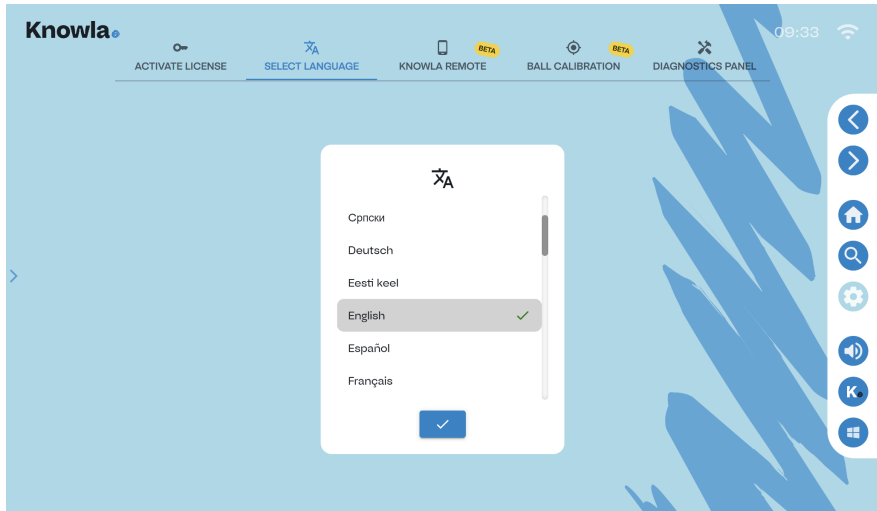 Knowla
09:33
ACTIVATE LICENSE
SELECT LANGUAGE
BETA
KNOWLA REMOTE
BETA
BALL CALIBRATION
DIAGNOSTICS PANEL
Српски
Deutsch
Eesti keel
English
Español
Français
K.